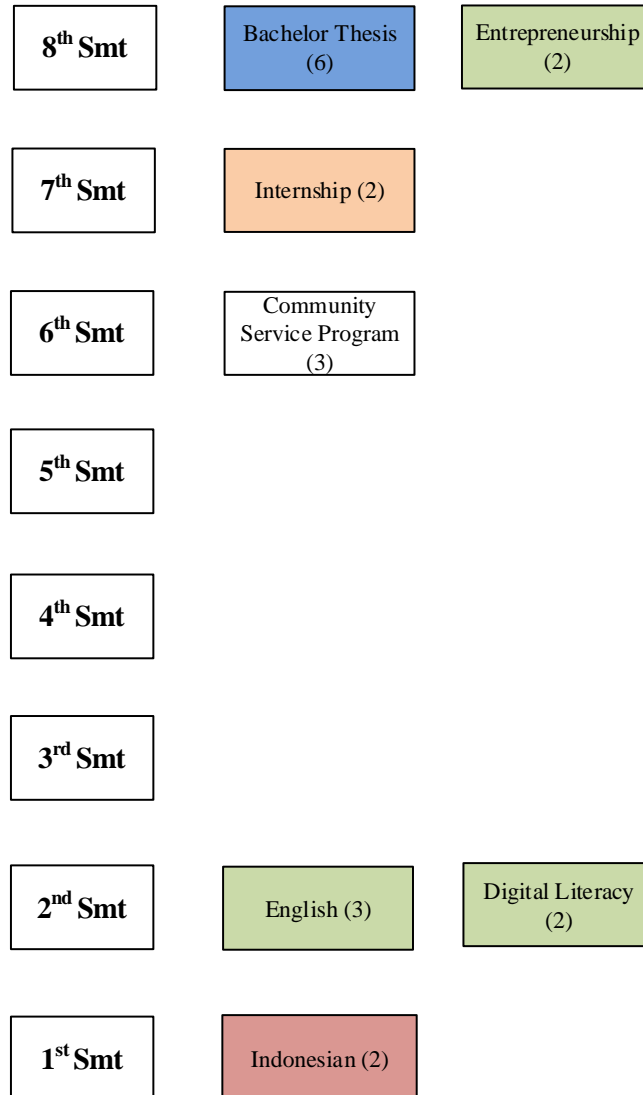 8th Smt
Bachelor Thesis
(6)
Entrepreneurship
(2)
7th Smt
Internship (2)
6th Smt
Community
Service Program
(3)
5th Smt
4th Smt
3rd Smt
2nd Smt
English (3)
Digital Literacy
(2)
1st Smt
Indonesian (2)